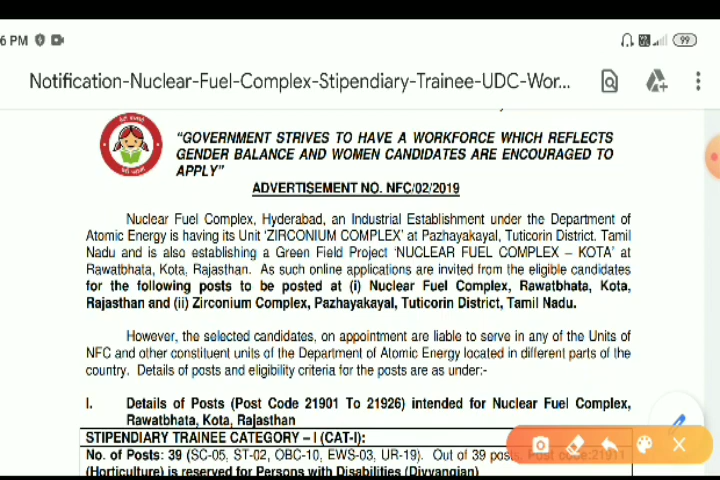 6 PM
99
Notification-Nuclear-Fuel-Complex-Stipendiary-Trainee-UDC-Wor...
“GOVERNMENT STRIVES TO HAVE A WORKFORCE WHICH REFLECTS
GENDER BALANCE AND WOMEN CANDIDATES ARE ENCOURAGED TO
APPLY”
ADVERTISEMENT NO. NFC/02/2019
Nuclear Fuel Complex, Hyderabad, an Industrial Establishment under the Department of
Atomic Energy is having its Unit ‘ZIRCONIUM COMPLEX’ at Pazhayakayal, Tuticorin District. Tamil
Nadu and is also establishing a Green Field Project ‘NUCLEAR FUEL COMPLEX – KOTA’ at
Rawatbhata, Kota, Rajasthan. As such online applications are invited from the eligible candidates
for the following posts to be posted at (i) Nuclear Fuel Complex, Rawatbhata, Kota,
Rajasthan and (ii) Zirconium Complex, Pazhayakayal, Tuticorin District, Tamil Nadu.
However, the selected candidates, on appointment are liable to serve in any of the Units of
NFC and other constituent units of the Department of Atomic Energy located in different parts of the
country. Details of posts and eligibility criteria for the posts are as under:-
I. Details of Posts (Post Code 21901 To 21926) intended for Nuclear Fuel Complex,
Rawatbhata, Kota, Rajasthan
STIPENDIARY TRAINEE CATEGORY – I (CAT-I):
No. of Posts: 39 (SC-05, ST-02, OBC-10, EWS-03, UR-19). Out of 39 posts, Post code:21911
(Horticulture) is reserved for Persons with Disabilities (Divyangjan)